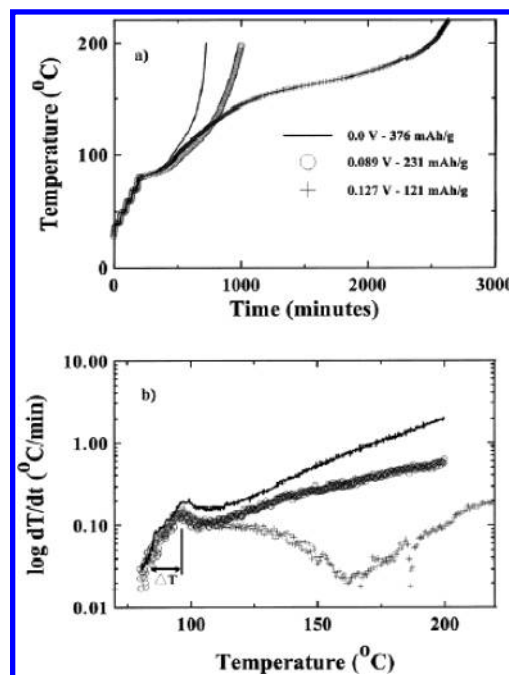 a)
Temperature (⁰C)
200
100
0
0.0 V - 376 mAh/g
0.089 V - 231 mAh/g
0.127 V - 121 mAh/g
0
1000
2000
3000
Time (minutes)
b)
log dT/dt (⁰C/min)
10.00
1.00
0.10
0.01
△T
100
150
200
Temperature (⁰C)